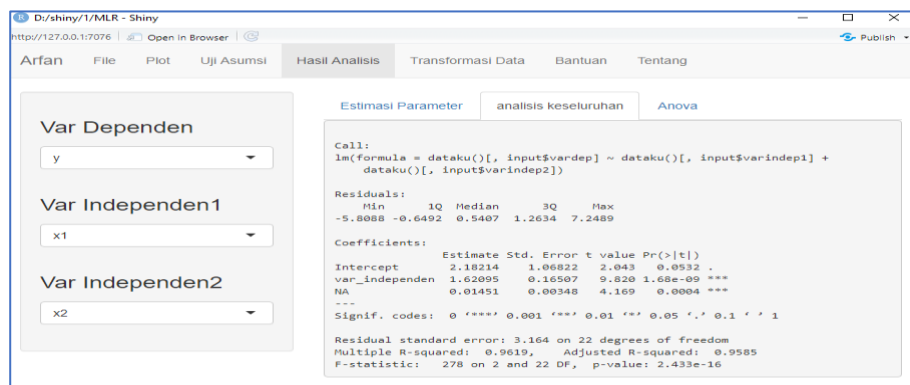 D:/shiny/1/MLR - Shiny
http://127.0.0.1:7076 Open in Browser Publish
Arfan File Plot Uji Asumsi Hasil Analisis Transformasi Data Bantuan Tentang
Var Dependen
y
Var Independen1
x1
Var Independen2
x2
Estimasi Parameter analisis keseluruhan Anova
Call:
lm(formula = dataku()[, input$vardep] ~ dataku()[, input$varindep1] +
dataku()[, input$varindep2])
Residuals:
Min 1Q Median 3Q Max
-5.8088 -0.6492 0.5407 1.2634 7.2489
Coefficients:
Estimate Std. Error t value Pr(>|t|)
Intercept 2.18214 1.06822 2.043 0.0532 .
var_independen 1.62095 0.16507 9.820 1.68e-09 ***
NA 0.01451 0.00348 4.169 0.0004 ***
---
Signif. codes: 0 ‘***’ 0.001 ‘**’ 0.01 ‘*’ 0.05 ‘.’ 0.1 ‘ ’ 1
Residual standard error: 3.164 on 22 degrees of freedom
Multiple R-squared: 0.9619, Adjusted R-squared: 0.9585
F-statistic: 278 on 2 and 22 DF, p-value: 2.433e-16